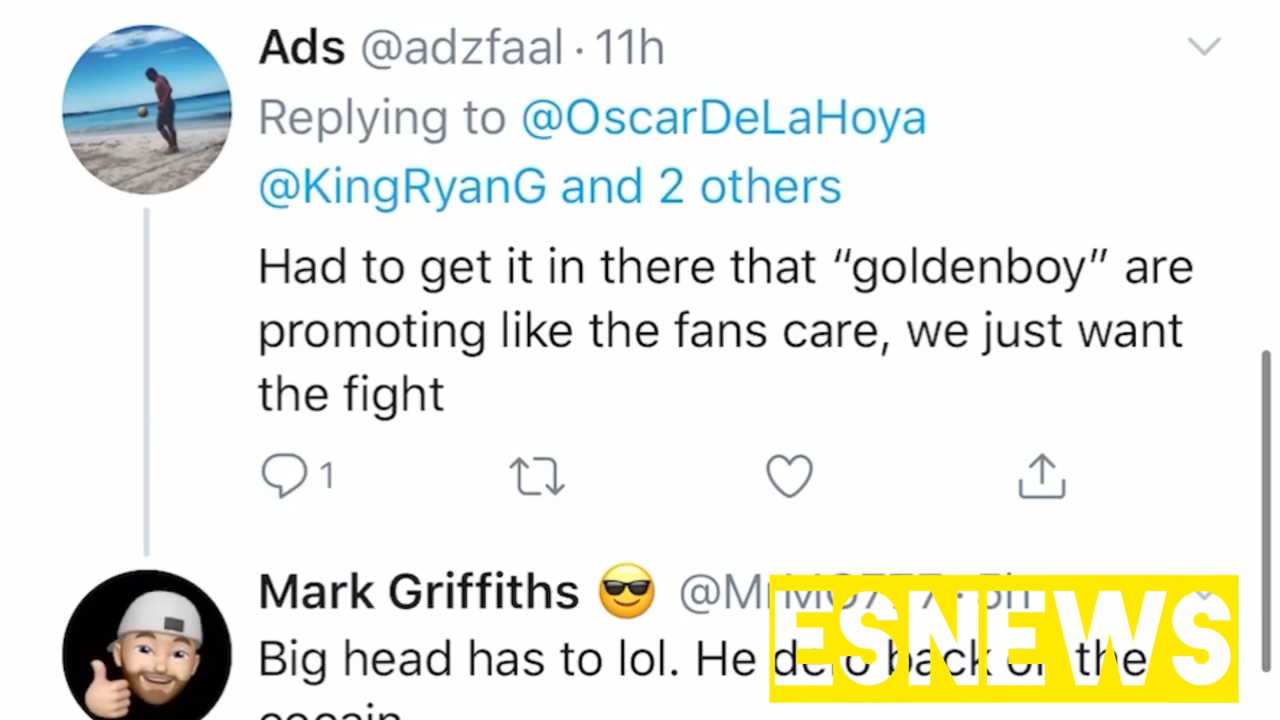 Ads @adzfaal · 11h
Replying to @OscarDeLaHoya
@KingRyanG and 2 others
Had to get it in there that “goldenboy” are
promoting like the fans care, we just want
the fight
1
Mark Griffiths 😎
Big head has to lol. He back the
ESNEWS